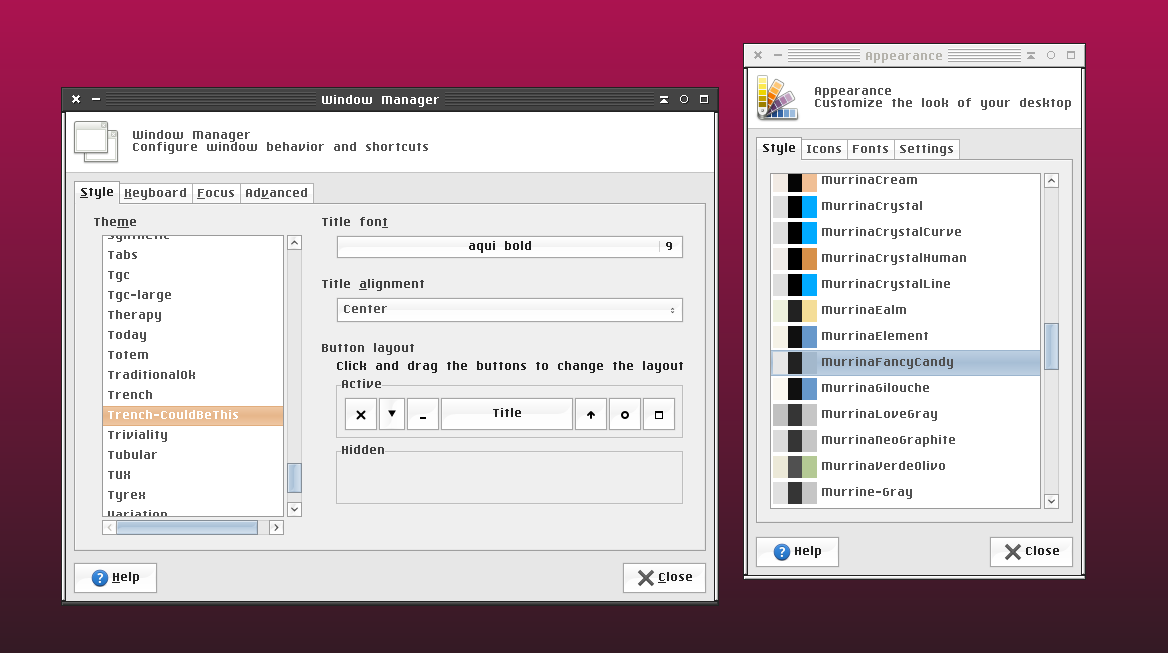 Window Manager
Window Manager
Configure window behavior and shortcuts
Style
Keyboard
Focus
Advanced
Theme
Synthetic
Tabs
Tgc
Tgc-large
Therapy
Today
Totem
TraditionalOk
Trench
Trench-CouldBeThis
Triviality
Tubular
TUX
Tyrex
Variation
Title font
aqui bold 9
Title alignment
Center
Button layout
Click and drag the buttons to change the layout
Active
Title
Hidden
Help
Close
Appearance
Appearance
Customize the look of your desktop
Style
Icons
Fonts
Settings
MurrinaCream
MurrinaCrystal
MurrinaCrystalCurve
MurrinaCrystalHuman
MurrinaCrystalLine
MurrinaEalm
MurrinaElement
MurrinaFancyCandy
MurrinaGilouche
MurrinaLoveGray
MurrinaNeoGraphite
MurrinaVerdeOlivo
Murrine-Gray
Help
Close